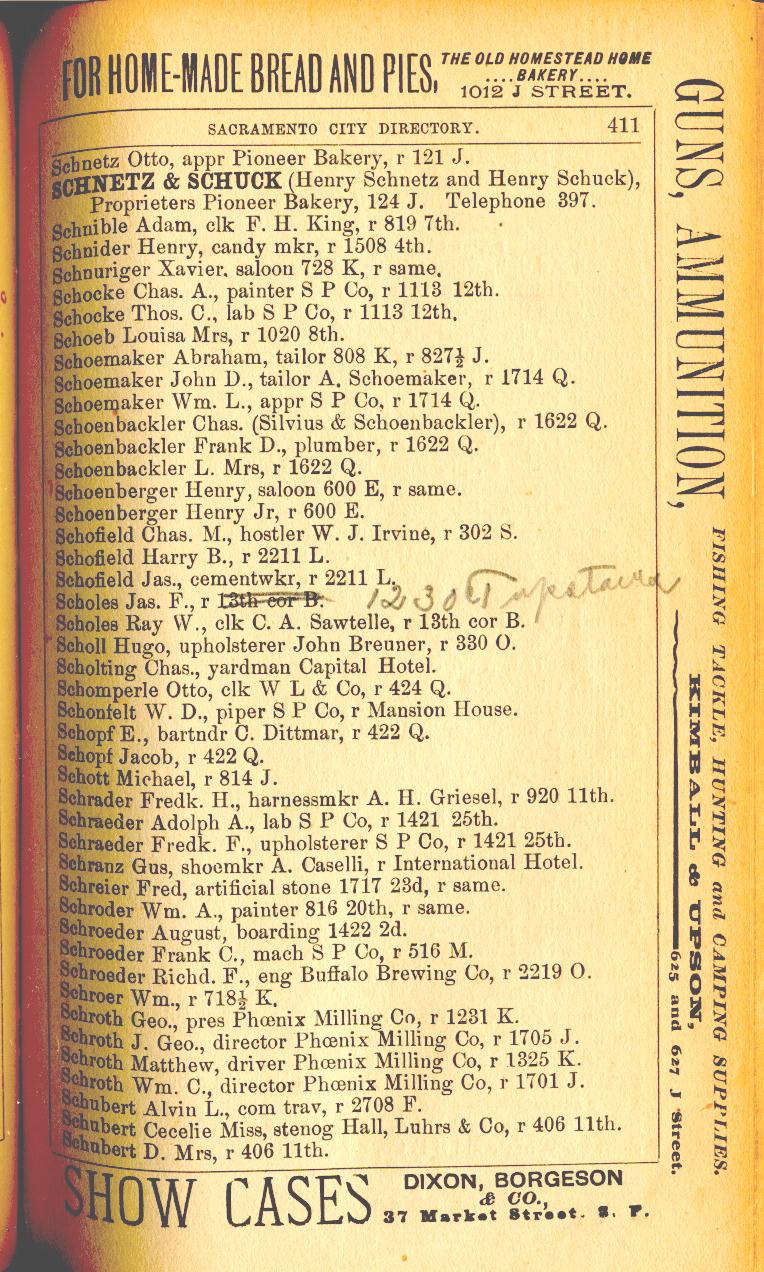 FOR HOME-MADE BREAD AND PIES, THE OLD HOMESTEAD HOME
....BAKERY....
1012 J STREET.
SACRAMENTO CITY DIRECTORY. 411
Schnetz Otto, appr Pioneer Bakery, r 121 J.
SCHNETZ & SCHUCK (Henry Schnetz and Henry Schuck),
Proprieters Pioneer Bakery, 124 J. Telephone 397.
Schnible Adam, clk F. H. King, r 819 7th.
Schnider Henry, candy mkr, r 1508 4th.
Schnuriger Xavier. saloon 728 K, r same.
Schocke Chas. A., painter S P Co, r 1113 12th.
Schocke Thos. C., lab S P Co, r 1113 12th.
Schoeb Louisa Mrs, r 1020 8th.
Schoemaker Abraham, tailor 808 K, r 827½ J.
Schoemaker John D., tailor A. Schoemaker, r 1714 Q.
Schoemaker Wm. L., appr S P Co, r 1714 Q.
Schoenbackler Chas. (Silvius & Schoenbackler), r 1622 Q.
Schoenbackler Frank D., plumber, r 1622 Q.
Schoenbackler L. Mrs, r 1622 Q.
Schoenberger Henry, saloon 600 E, r same.
Schoenberger Henry Jr, r 600 E.
Schofield Chas. M., hostler W. J. Irvine, r 302 S.
Schofield Harry B., r 2211 L.
Schofield Jas., cementwkr, r 2211 L.
Scholes Jas. F., r 13th cor B. 1230 upstairs
Scholes Ray W., clk C. A. Sawtelle, r 13th cor B.
Scholl Hugo, upholsterer John Breuner, r 330 O.
Scholting Chas., yardman Capital Hotel.
Schomperle Otto, clk W L & Co, r 424 Q.
Schonfelt W. D., piper S P Co, r Mansion House.
Schopf E., bartndr C. Dittmar, r 422 Q.
Schopf Jacob, r 422 Q.
Schott Michael, r 814 J.
Schrader Fredk. H., harnessmkr A. H. Griesel, r 920 11th.
Schraeder Adolph A., lab S P Co, r 1421 25th.
Schraeder Fredk. F., upholsterer S P Co, r 1421 25th.
Schranz Gus, shoemkr A. Caselli, r International Hotel.
Schreier Fred, artificial stone 1717 23d, r same.
Schroder Wm. A., painter 816 20th, r same.
Schroeder August, boarding 1422 2d.
Schroeder Frank C., mach S P Co, r 516 M.
Schroeder Richd. F., eng Buffalo Brewing Co, r 2219 O.
Schroer Wm., r 718½ K.
Schroth Geo., pres Phœnix Milling Co, r 1231 K.
Schroth J. Geo., director Phœnix Milling Co, r 1705 J.
Schroth Matthew, driver Phœnix Milling Co, r 1325 K.
Schroth Wm. C., director Phœnix Milling Co, r 1701 J.
Schubert Alvin L., com trav, r 2708 F.
Schubert Cecelie Miss, stenog Hall, Luhrs & Co, r 406 11th.
Schubert D. Mrs, r 406 11th.
SHOW CASES DIXON, BORGESON
& CO.,
37 Market Street. S. F.
GUNS, AMMUNITION,
FISHING TACKLE, HUNTING and CAMPING SUPPLIES.
KIMBALL & UPSON,
625 and 627 J Street.